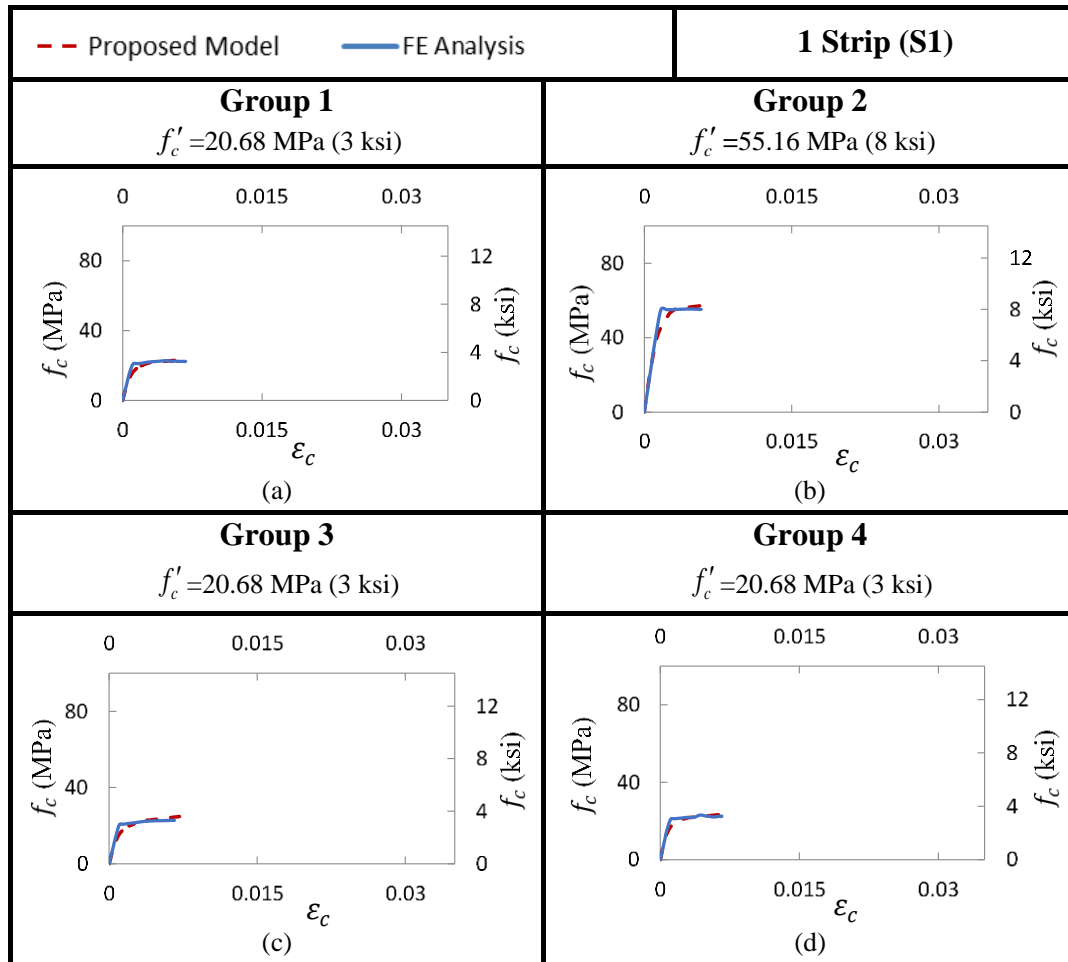 Proposed Model FE Analysis 1 Strip (S1)
Group 1
f′c =20.68 MPa (3 ksi)
Group 2
f′c =55.16 MPa (8 ksi)
0 0.015 0.03
80
40
0
fc (MPa)
12
8
4
0
fc (ksi)
0 0.015 0.03
εc
(a)
0 0.015 0.03
80
40
0
fc (MPa)
12
8
4
0
fc (ksi)
0 0.015 0.03
εc
(b)
Group 3
f′c =20.68 MPa (3 ksi)
Group 4
f′c =20.68 MPa (3 ksi)
0 0.015 0.03
80
40
0
fc (MPa)
12
8
4
0
fc (ksi)
0 0.015 0.03
εc
(c)
0 0.015 0.03
80
40
0
fc (MPa)
12
8
4
0
fc (ksi)
0 0.015 0.03
εc
(d)